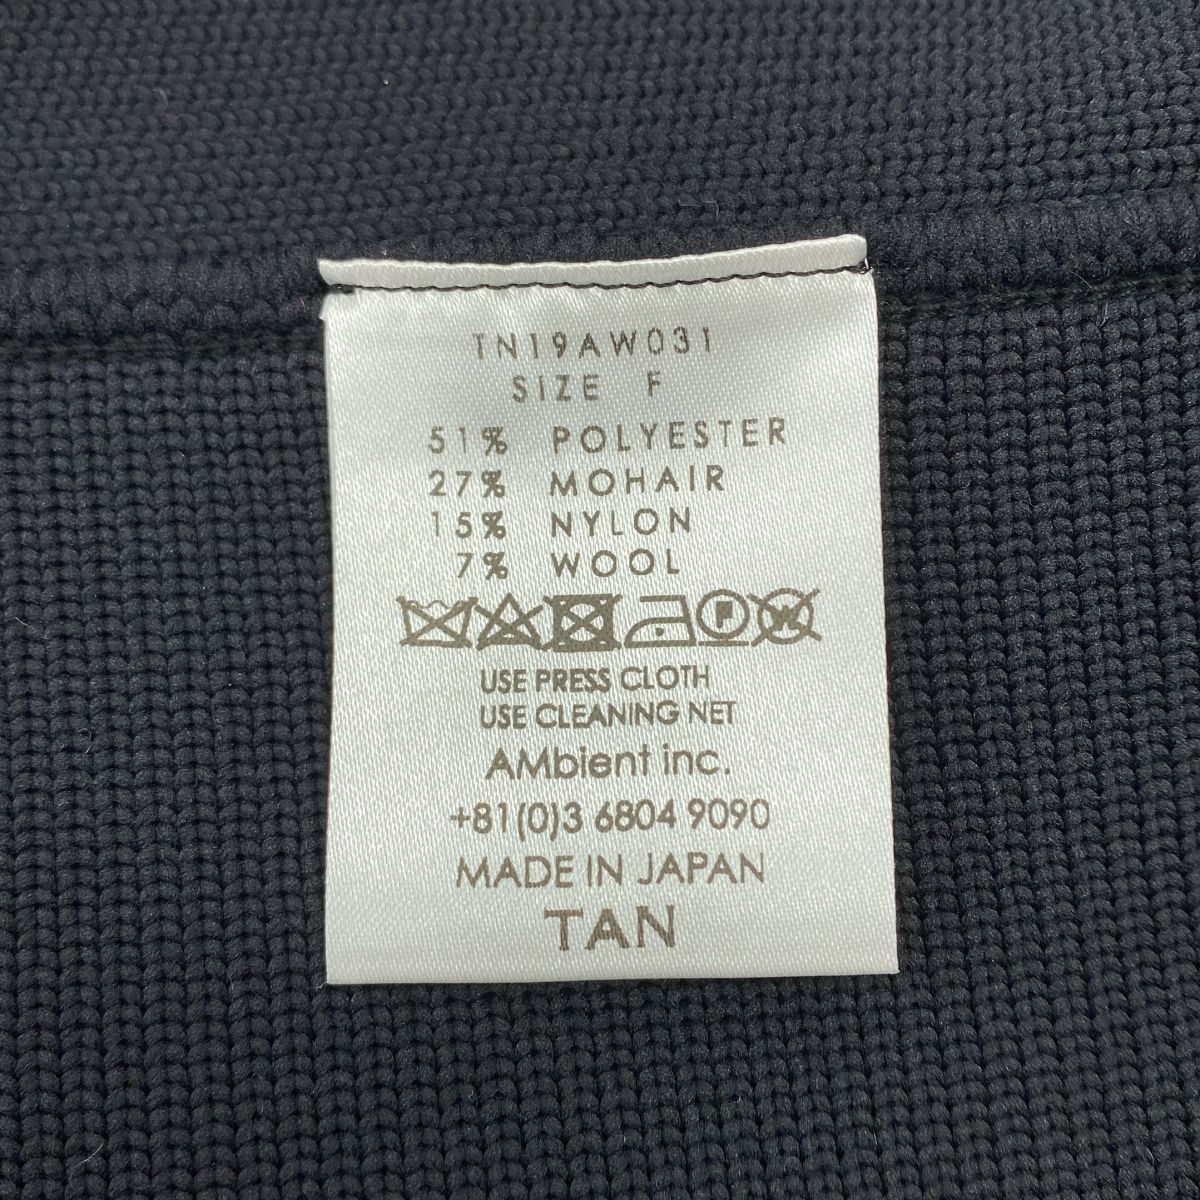 TN19AW031
SIZE F
51% POLYESTER
27% MOHAIR
15% NYLON
7% WOOL
P W
USE PRESS CLOTH
USE CLEANING NET
AMbient inc.
+81(0)3 6804 9090
MADE IN JAPAN
TAN